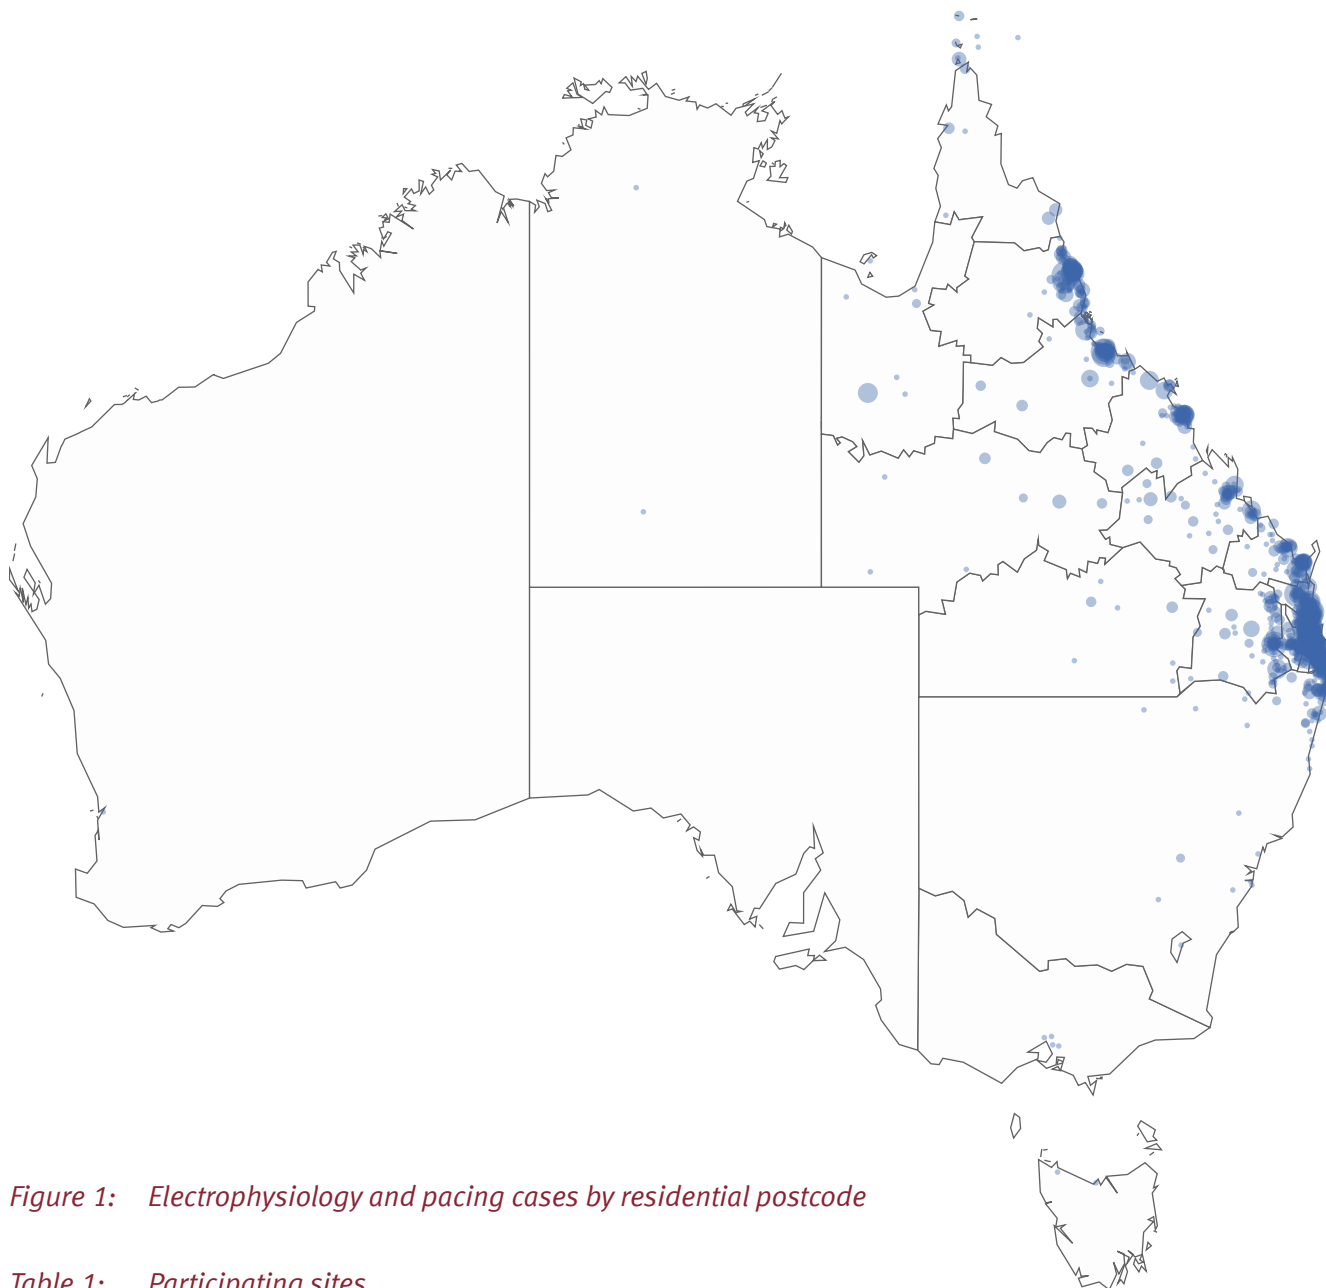 Figure 1: Electrophysiology and pacing cases by residential postcode
Table 1: Participating sites